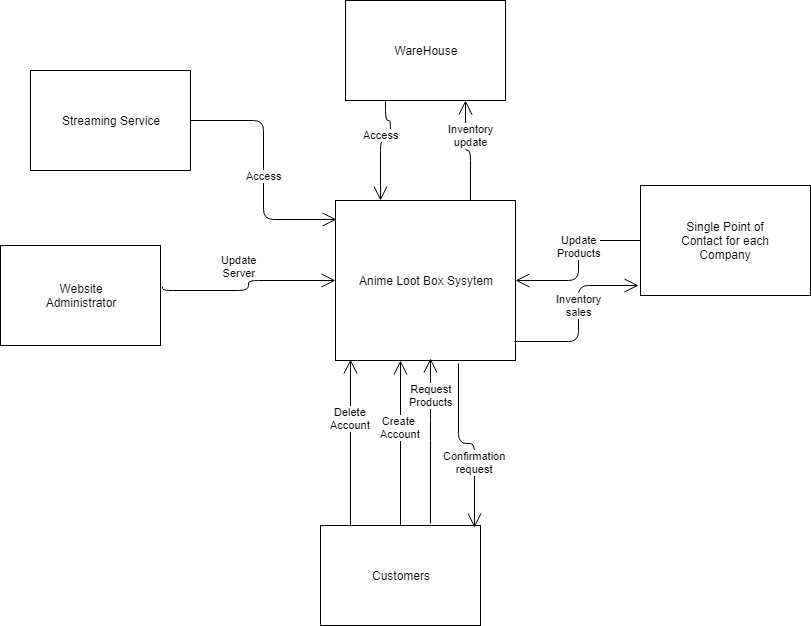 WareHouse
Streaming Service
Access
Inventory
update
Access
Single Point of
Contact for each
Company
Update
Products
Update
Server
Website
Administrator
Anime Loot Box Sysytem
Inventory
sales
Request
Products
Delete
Account
Create
Account
Confirmation
request
Customers